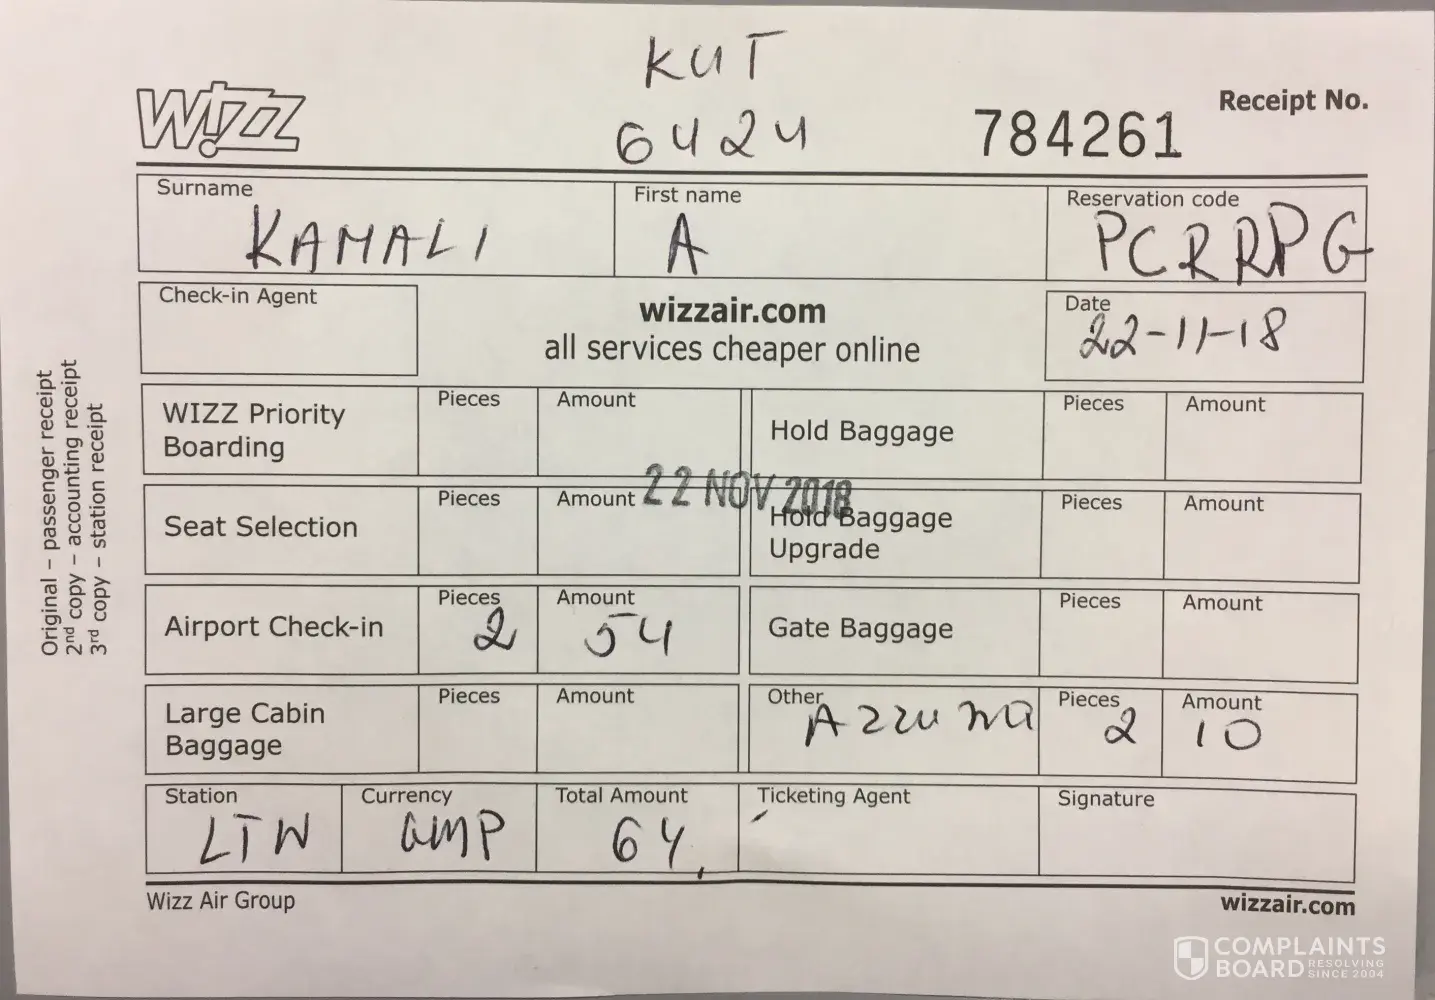 KUT
6424
WIZZ
Receipt No.
784261
Surname
KAMALI
First name
A
Reservation code
PCRRPG
Check-in Agent
wizzair.com
all services cheaper online
Date
22-11-18
WIZZ Priority
Boarding
Pieces
Amount
Hold Baggage
Pieces
Amount
22 NOV 2018
Seat Selection
Pieces
Amount
Hold Baggage
Upgrade
Pieces
Amount
Airport Check-in
Pieces
2
Amount
54
Gate Baggage
Pieces
Amount
Large Cabin
Baggage
Pieces
Amount
Other
Pieces
2
Amount
10
Station
LTW
Currency
Total Amount
64
Ticketing Agent
Signature
Wizz Air Group
wizzair.com
Original – passenger receipt
2nd copy – accounting receipt
3rd copy – station receipt
COMPLAINTS
BOARD RESOLVING
SINCE 2004